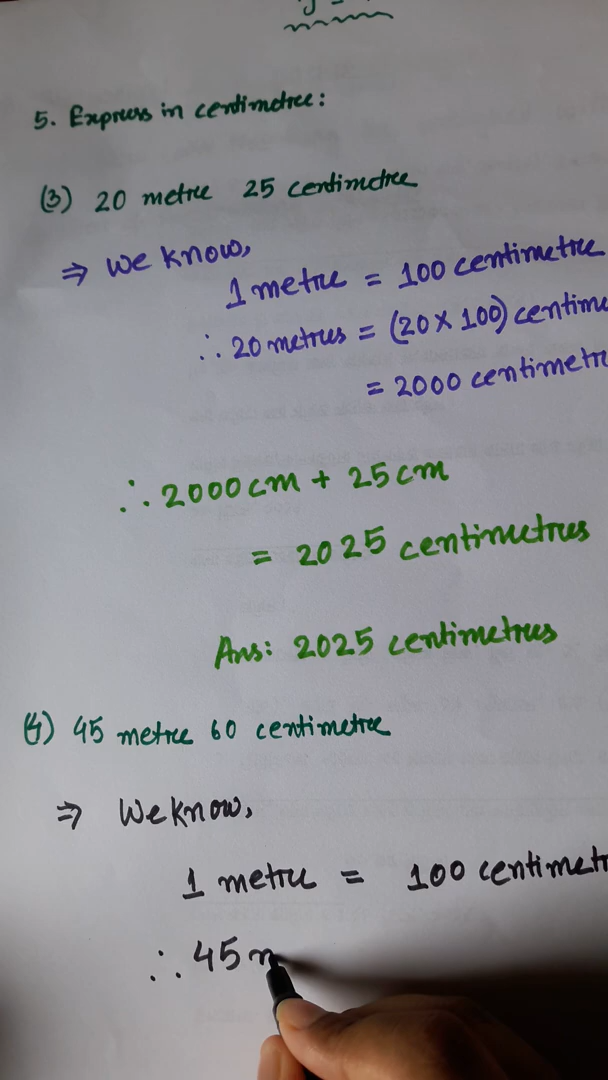 5. Express in centimetre:
(3) 20 metre 25 centimetre
⇒ We know,
1 metre = 100 centimetre
∴ 20 metres = (20 × 100) centime
= 2000 centimetr
∴ 2000 cm + 25 cm
= 2025 centimetres
Ans: 2025 centimetres
(4) 45 metre 60 centimetre
⇒ We know,
1 metre = 100 centimetr
∴ 45 m